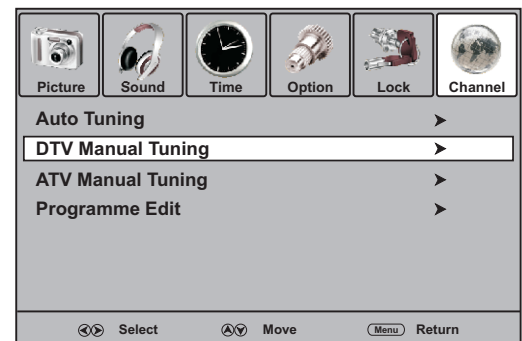 Picture Sound Time Option Lock Channel
Auto Tuning
DTV Manual Tuning
ATV Manual Tuning
Programme Edit
Select Move Menu Return